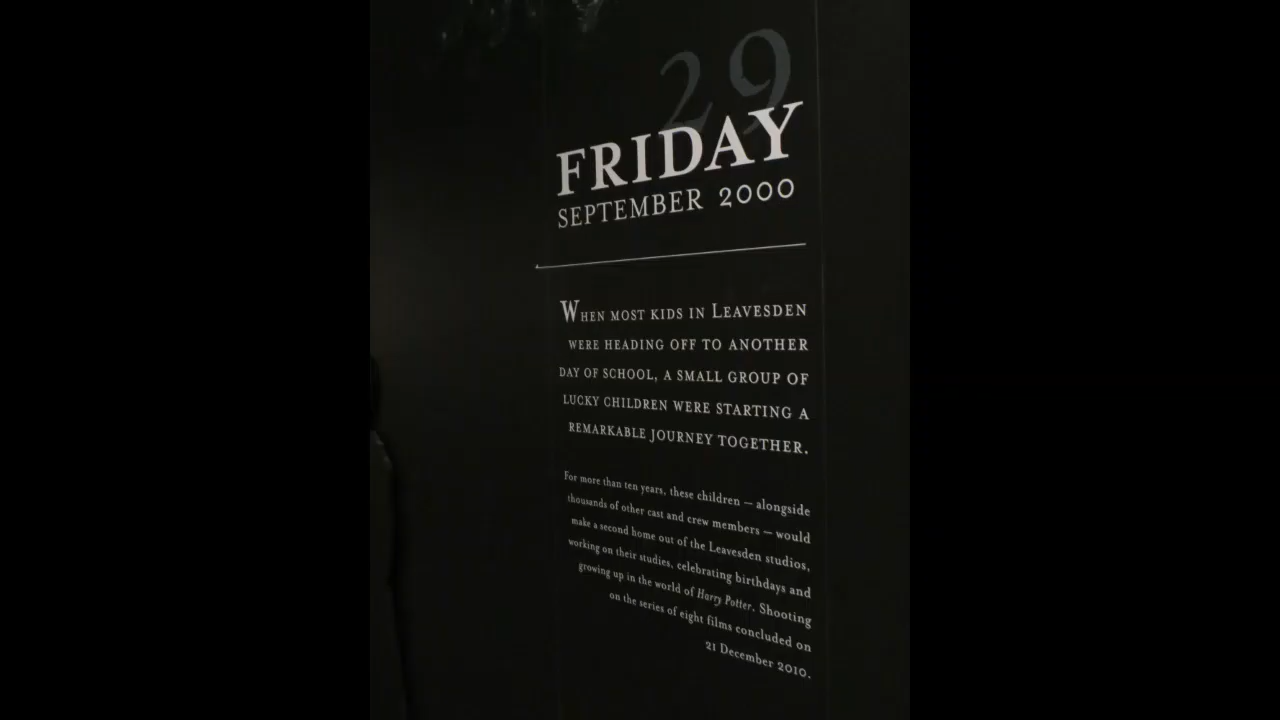 29
FRIDAY
SEPTEMBER 2000
WHEN MOST KIDS IN LEAVESDEN
WERE HEADING OFF TO ANOTHER
DAY OF SCHOOL, A SMALL GROUP OF
LUCKY CHILDREN WERE STARTING A
REMARKABLE JOURNEY TOGETHER.
For more than ten years, these children — alongside
thousands of other cast and crew members — would
make a second home out of the Leavesden studios,
working on their studies, celebrating birthdays and
growing up in the world of Harry Potter. Shooting
on the series of eight films concluded on
21 December 2010.